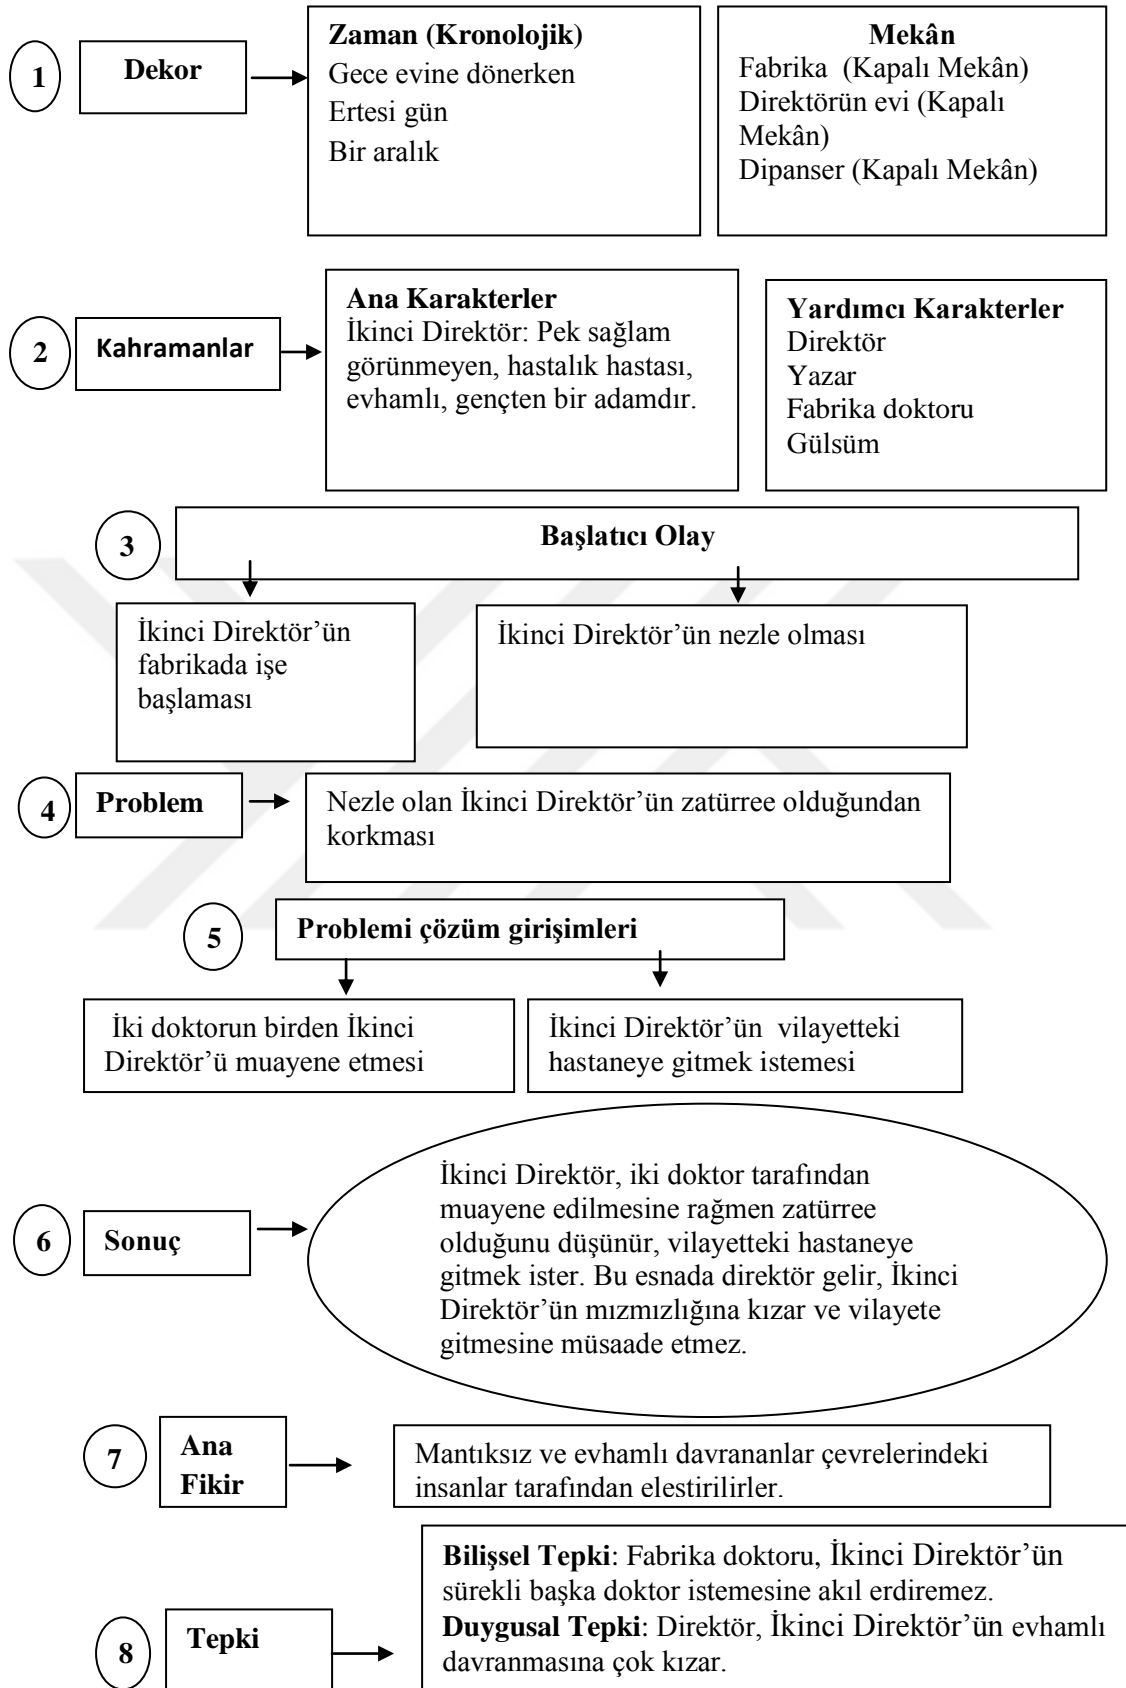 1
Dekor
Zaman (Kronolojik)
Gece evine dönerken
Ertesi gün
Bir aralık
Mekân
Fabrika (Kapalı Mekân)
Direktörün evi (Kapalı
Mekân)
Dipanser (Kapalı Mekân)
2
Kahramanlar
Ana Karakterler
İkinci Direktör: Pek sağlam
görünmeyen, hastalık hastası,
evhamlı, gençten bir adamdır.
Yardımcı Karakterler
Direktör
Yazar
Fabrika doktoru
Gülsüm
3
Başlatıcı Olay
İkinci Direktör’ün
fabrikada işe
başlaması
İkinci Direktör’ün nezle olması
4
Problem
Nezle olan İkinci Direktör’ün zatürree olduğundan
korkması
5
Problemi çözüm girişimleri
İki doktorun birden İkinci
Direktör’ü muayene etmesi
İkinci Direktör’ün vilayetteki
hastaneye gitmek istemesi
6
Sonuç
İkinci Direktör, iki doktor tarafından
muayene edilmesine rağmen zatürree
olduğunu düşünür, vilayetteki hastaneye
gitmek ister. Bu esnada direktör gelir, İkinci
Direktör’ün mızmızlığına kızar ve vilayete
gitmesine müsaade etmez.
7
Ana
Fikir
Mantıksız ve evhamlı davrananlar çevrelerindeki
insanlar tarafından elestirilirler.
8
Tepki
Bilişsel Tepki: Fabrika doktoru, İkinci Direktör’ün
sürekli başka doktor istemesine akıl erdiremez.
Duygusal Tepki: Direktör, İkinci Direktör’ün evhamlı
davranmasına çok kızar.